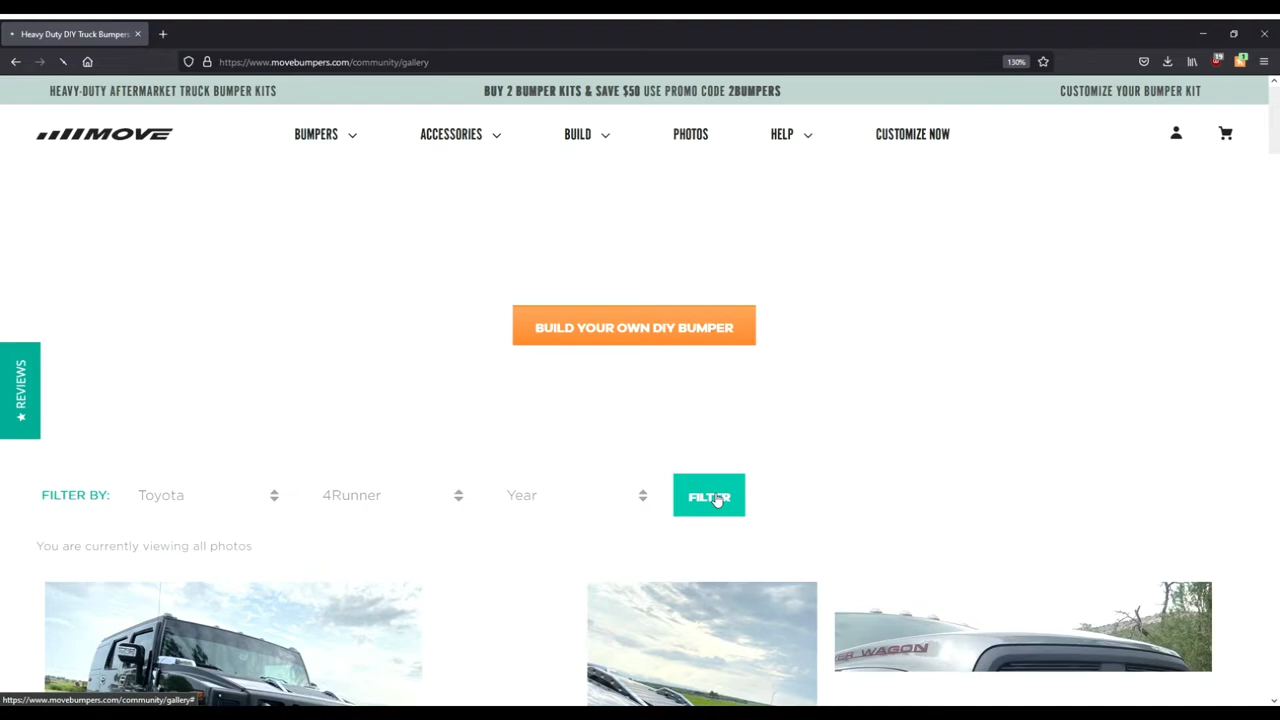 Heavy Duty DIY Truck Bumpers
https://www.movebumpers.com/community/gallery
130%
19
1
HEAVY-DUTY AFTERMARKET TRUCK BUMPER KITS
BUY 2 BUMPER KITS & SAVE $50 USE PROMO CODE 2BUMPERS
CUSTOMIZE YOUR BUMPER KIT
MOVE
BUMPERS
ACCESSORIES
BUILD
PHOTOS
HELP
CUSTOMIZE NOW
BUILD YOUR OWN DIY BUMPER
★ REVIEWS
FILTER BY:
Toyota
4Runner
Year
FILTER
You are currently viewing all photos
WAGON
https://www.movebumpers.com/community/gallery#